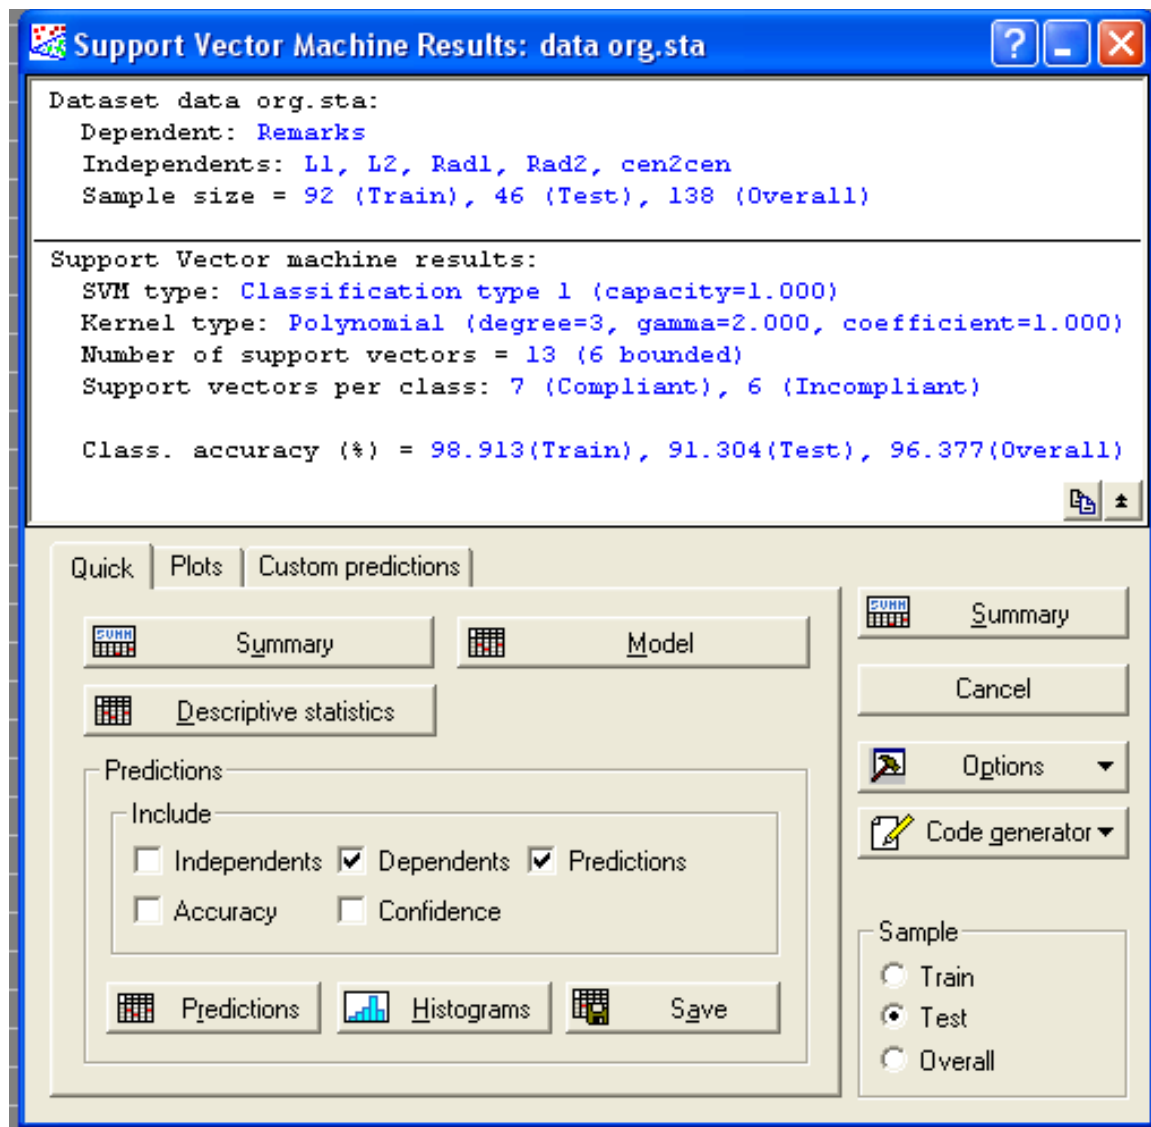 Support Vector Machine Results: data org.sta
Dataset data org.sta:
Dependent: Remarks
Independents: L1, L2, Rad1, Rad2, cen2cen
Sample size = 92 (Train), 46 (Test), 138 (Overall)
Support Vector machine results:
SVM type: Classification type 1 (capacity=1.000)
Kernel type: Polynomial (degree=3, gamma=2.000, coefficient=1.000)
Number of support vectors = 13 (6 bounded)
Support vectors per class: 7 (Compliant), 6 (Incompliant)
Class. accuracy (%) = 98.913(Train), 91.304(Test), 96.377(Overall)
Quick Plots Custom predictions
Summary Model
Descriptive statistics
Predictions
Include
Independents Dependents Predictions
Accuracy Confidence
Predictions Histograms Save
Summary
Cancel
Options
Code generator
Sample
Train
Test
Overall